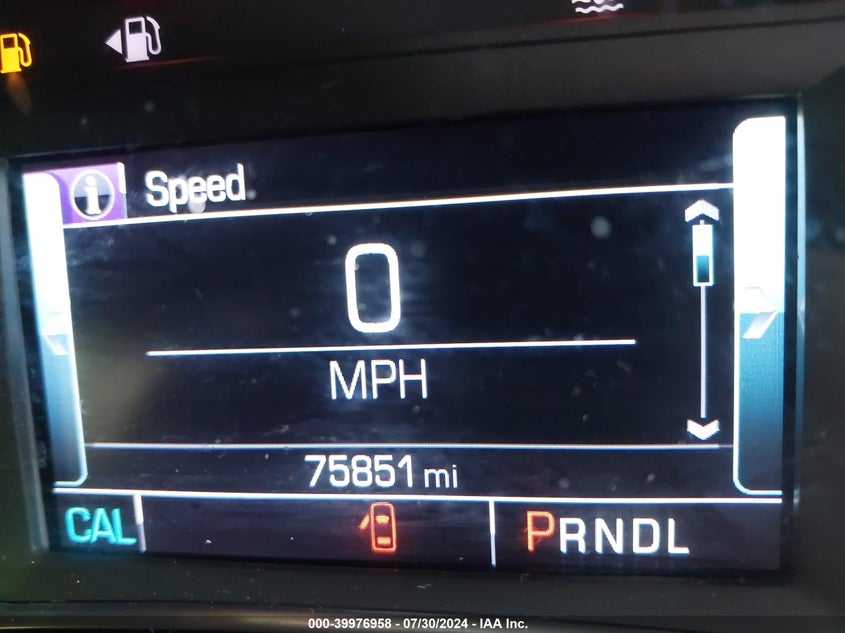 Speed
0
MPH
75851 mi
CAL
PRNDL
000-39976958 - 07/30/2024 - IAA Inc.